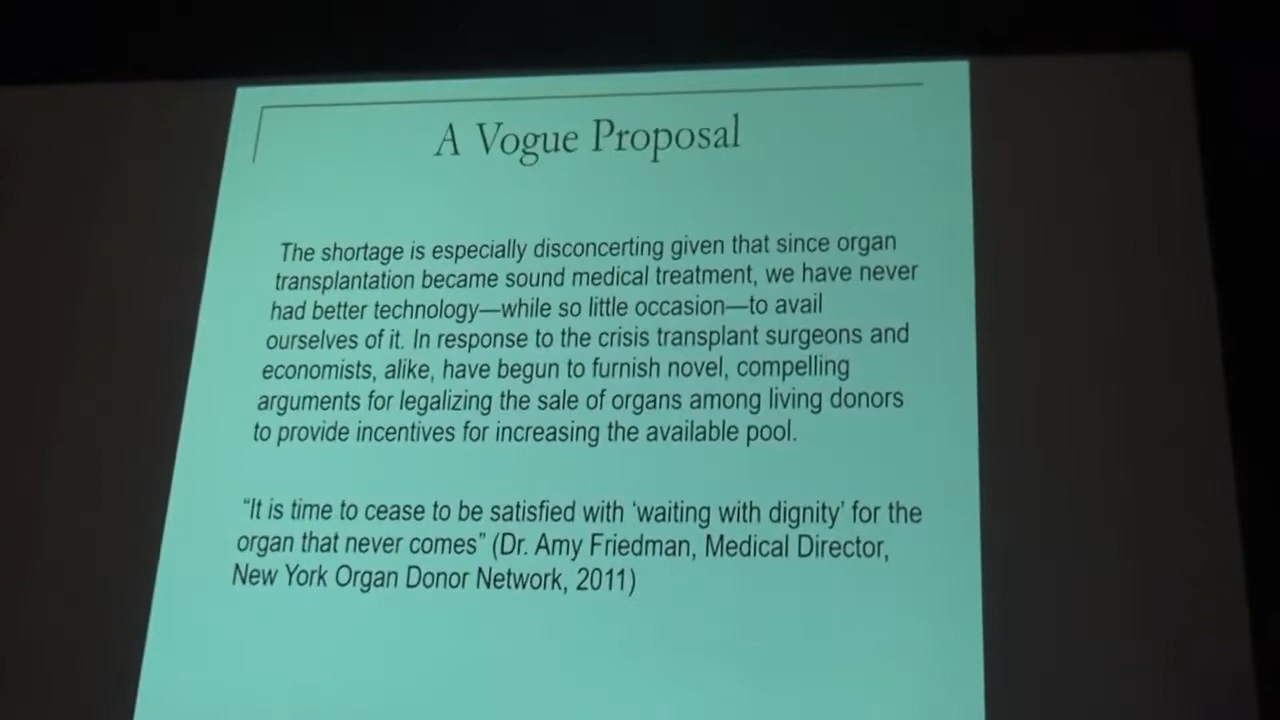 A Vogue Proposal
The shortage is especially disconcerting given that since organ
transplantation became sound medical treatment, we have never
had better technology—while so little occasion—to avail
ourselves of it. In response to the crisis transplant surgeons and
economists, alike, have begun to furnish novel, compelling
arguments for legalizing the sale of organs among living donors
to provide incentives for increasing the available pool.
“It is time to cease to be satisfied with ‘waiting with dignity’ for the
organ that never comes” (Dr. Amy Friedman, Medical Director,
New York Organ Donor Network, 2011)